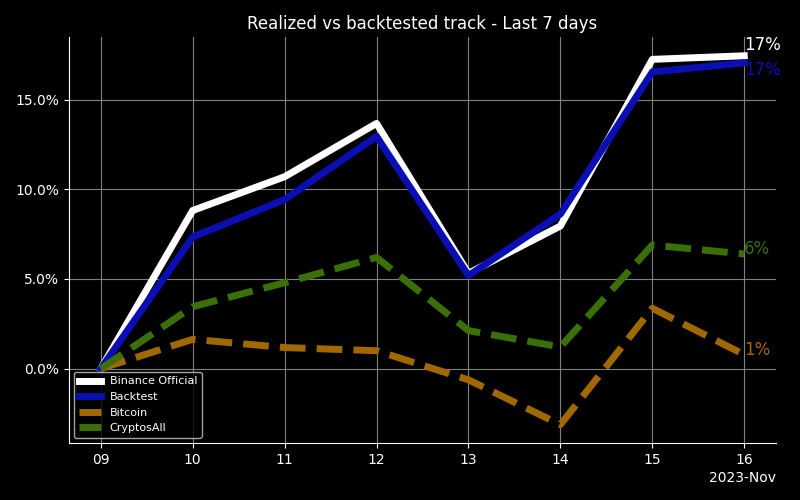 Realized vs backtested track - Last 7 days
17%
17%
15.0%
10.0%
6%
5.0%
1%
0.0%
Binance Official
Backtest
Bitcoin
CryptosAll
09 10 11 12 13 14 15 16
2023-Nov